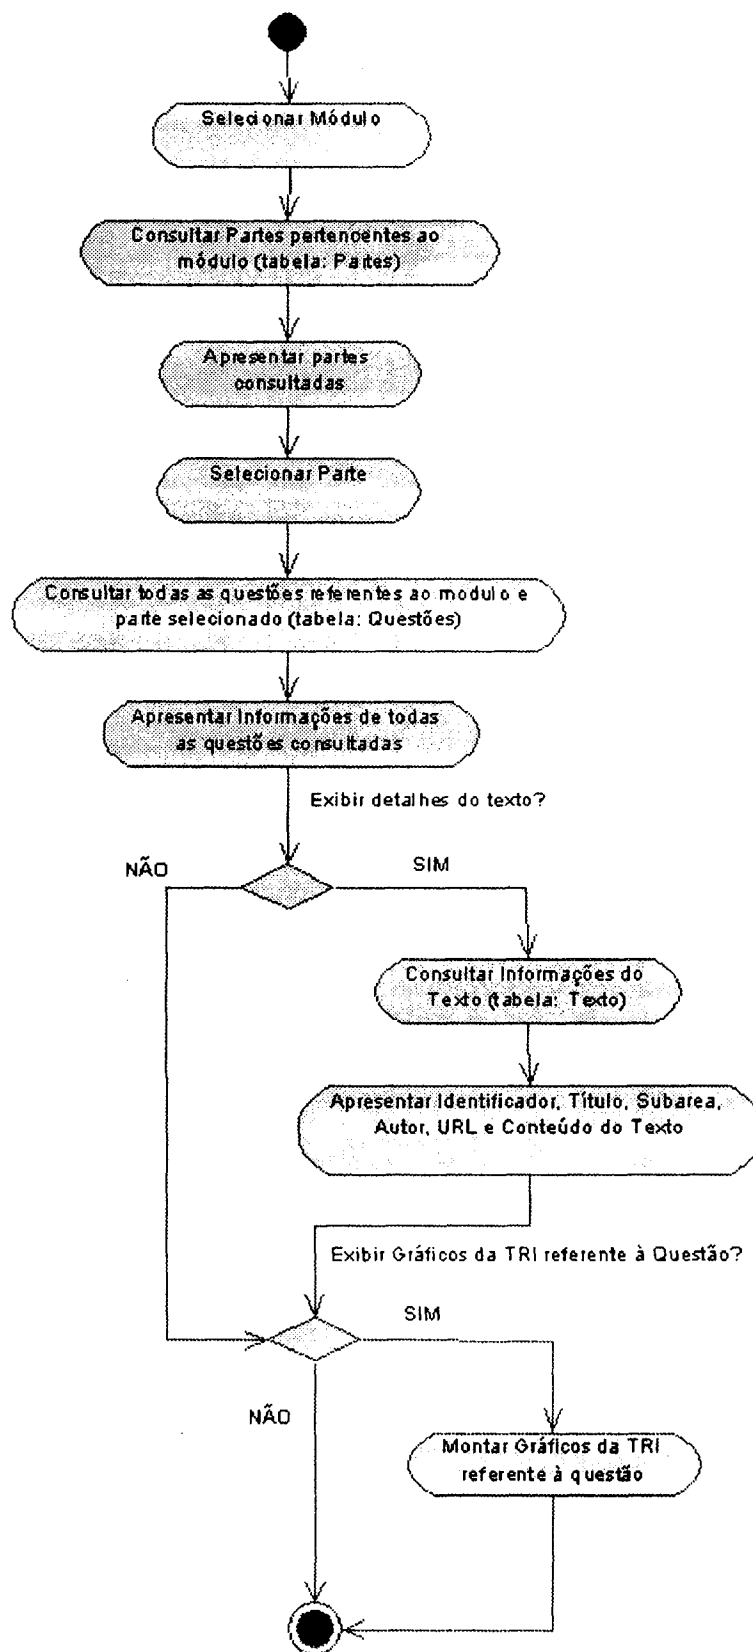 Selecionar Módulo
Consultar Partes pertencentes ao
módulo (tabela: Partes)
Apresentar partes
consultadas
Selecionar Parte
Consultar todas as questões referentes ao modulo e
parte selecionado (tabela: Questões)
Apresentar Informações de todas
as questões consultadas
Exibir detalhes do texto?
NÃO
SIM
Consultar Informações do
Texto (tabela: Texto)
Apresentar Identificador, Título, Subarea,
Autor, URL e Conteúdo do Texto
Exibir Gráficos da TRI referente à Questão?
SIM
NÃO
Montar Gráficos da TRI
referente à questão